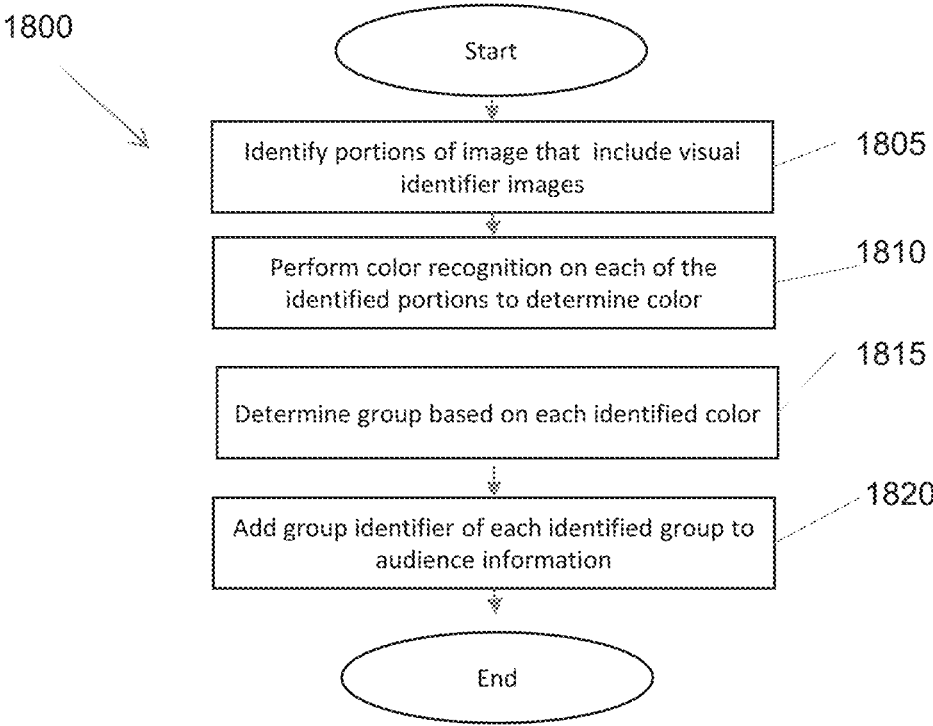 1800
Start
Identify portions of image that include visual
identifier images
1805
Perform color recognition on each of the
identified portions to determine color
1810
Determine group based on each identified color
1815
Add group identifier of each identified group to
audience information
1820
End